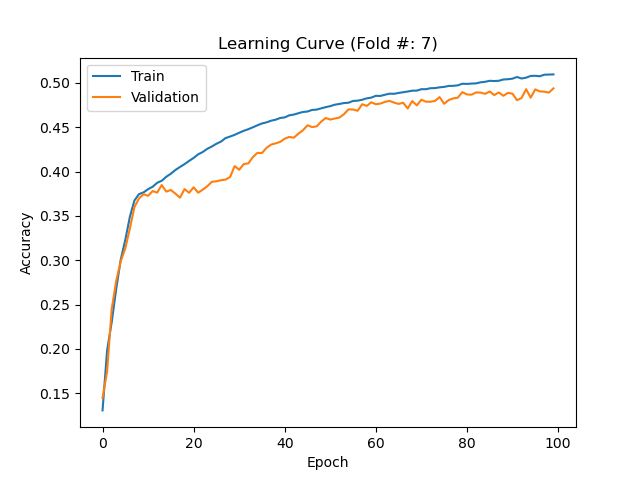 Learning Curve (Fold #: 7)
Train
Validation
0.50
0.45
0.40
0.35
0.30
0.25
0.20
0.15
Accuracy
0 20 40 60 80 100
Epoch